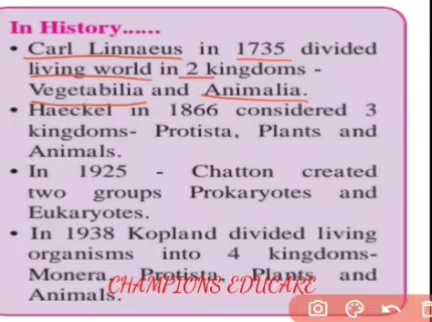 In History......
• Carl Linnaeus in 1735 divided
living world in 2 kingdoms -
Vegetabilia and Animalia.
• Haeckel in 1866 considered 3
kingdoms- Protista, Plants and
Animals.
• In 1925 - Chatton created
two groups Prokaryotes and
Eukaryotes.
• In 1938 Kopland divided living
organisms into 4 kingdoms-
Monera, Protista, Plants and
Animals.
CHAMPIONS EDUCARE